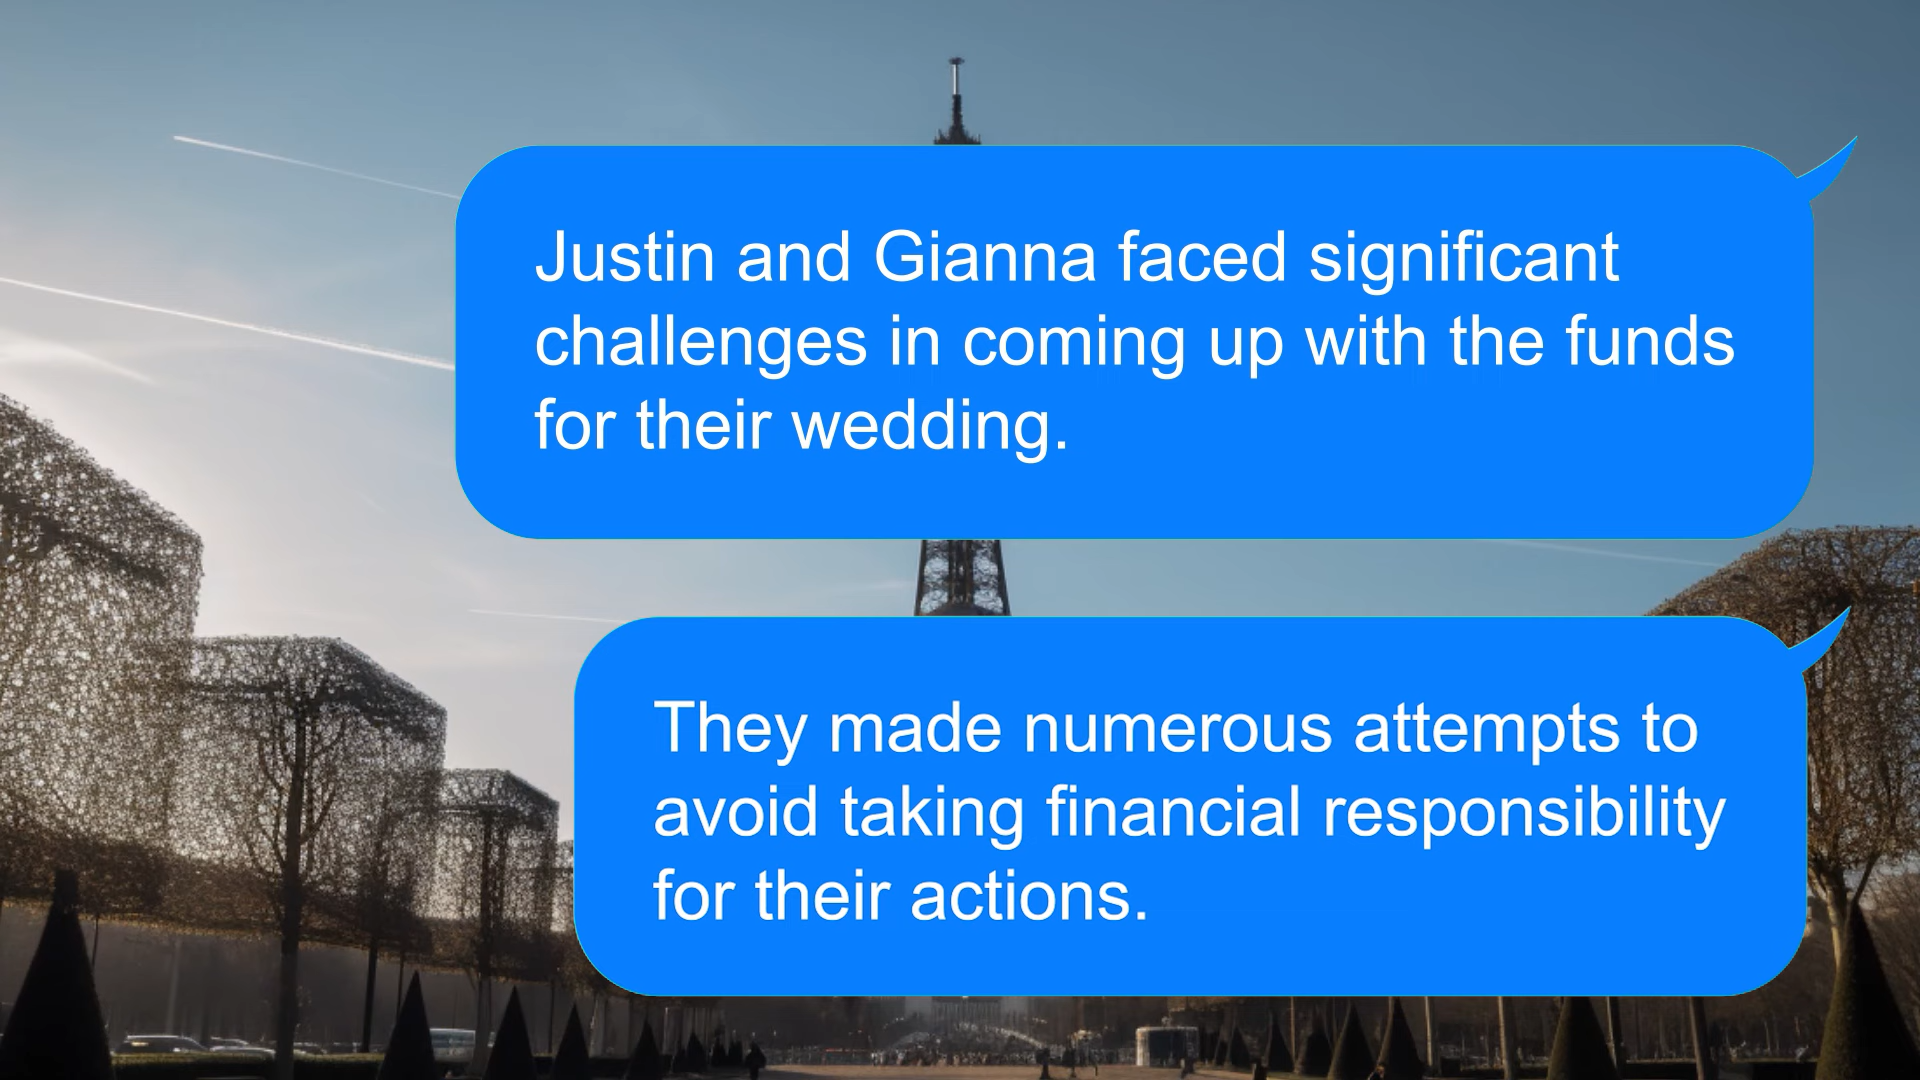 Justin and Gianna faced significant
challenges in coming up with the funds
for their wedding.
They made numerous attempts to
avoid taking financial responsibility
for their actions.